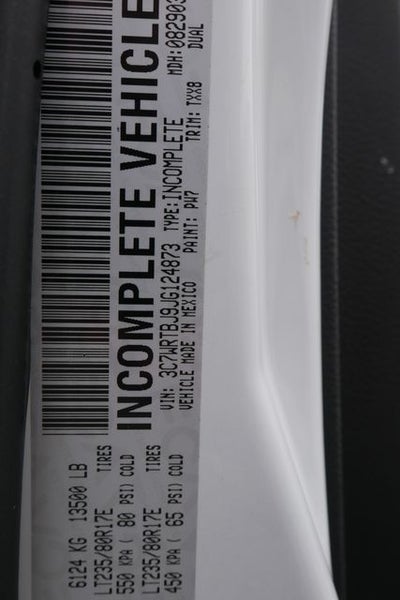 INCOMPLETE VEHICLE
MDH: 082903
VIN: 3C7WRTBJ9JG124873 TYPE: INCOMPLETE
DUAL
VEHICLE MADE IN MEXICO PAINT: PW7 TRIM: TXX8
6124 KG 13500 LB
LT235/80R17E TIRES
550 KPA ( 80 PSI) COLD
LT235/80R17E TIRES
450 KPA ( 65 PSI) COLD